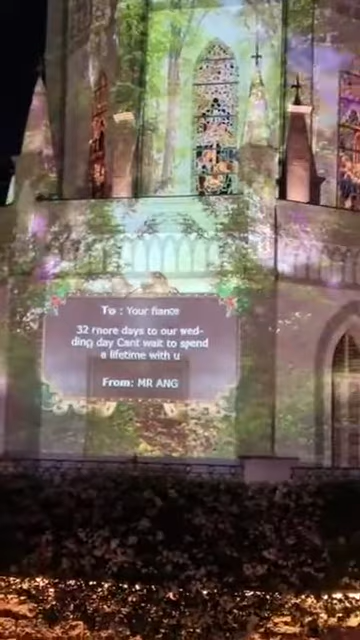 To : Your fiance
32 more days to our wed-
ding day Cant wait to spend
a lifetime with u
From: MR ANG